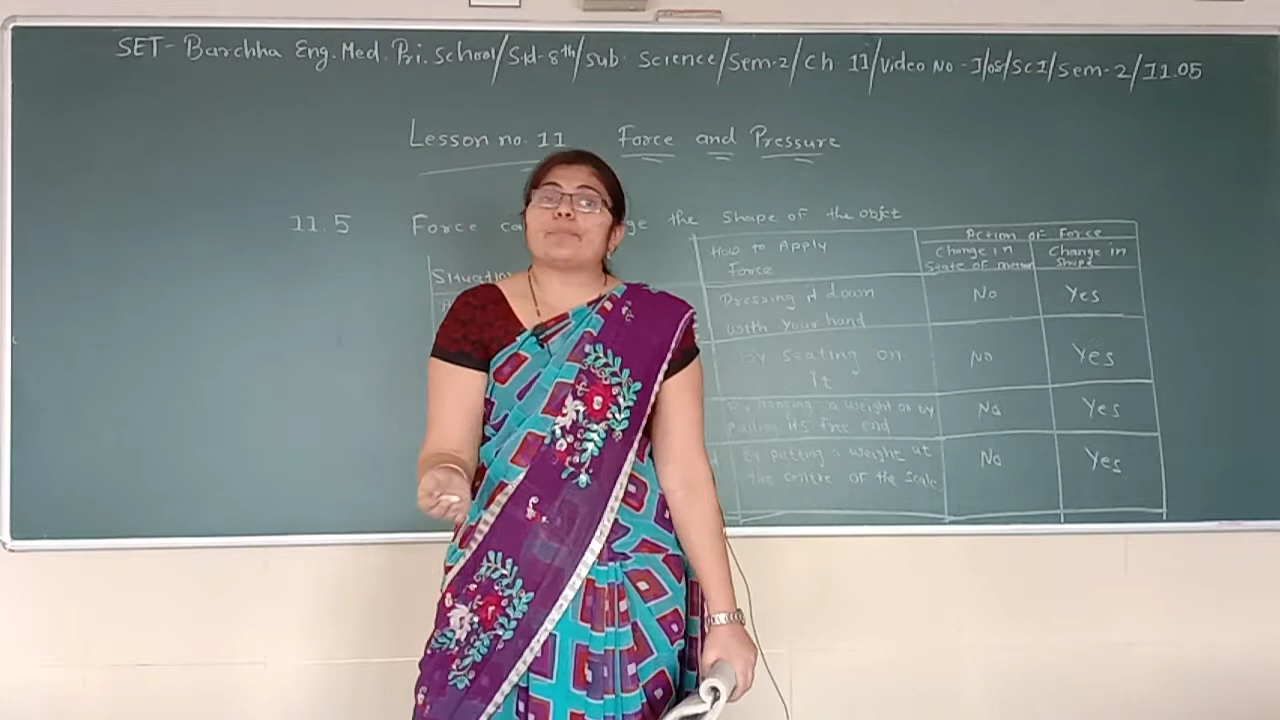 SET- Barchha Eng. Med. Pri. School/Std-8th/Sub. Science/Sem-2/Ch 11/Video No - I/08/SCI/Sem-2/11.05
Lesson no. 11 Force and Pressure
11.5 Force the Shape of the objct
How to Apply Force
Action of Force
Change in State of motion
Change in Shape
Pressing it down with your hand
No
Yes
By seating on It
No
Yes
By hanging a weight or by pulling its free end
No
Yes
by putting a weight at the centre of the scale
No
Yes